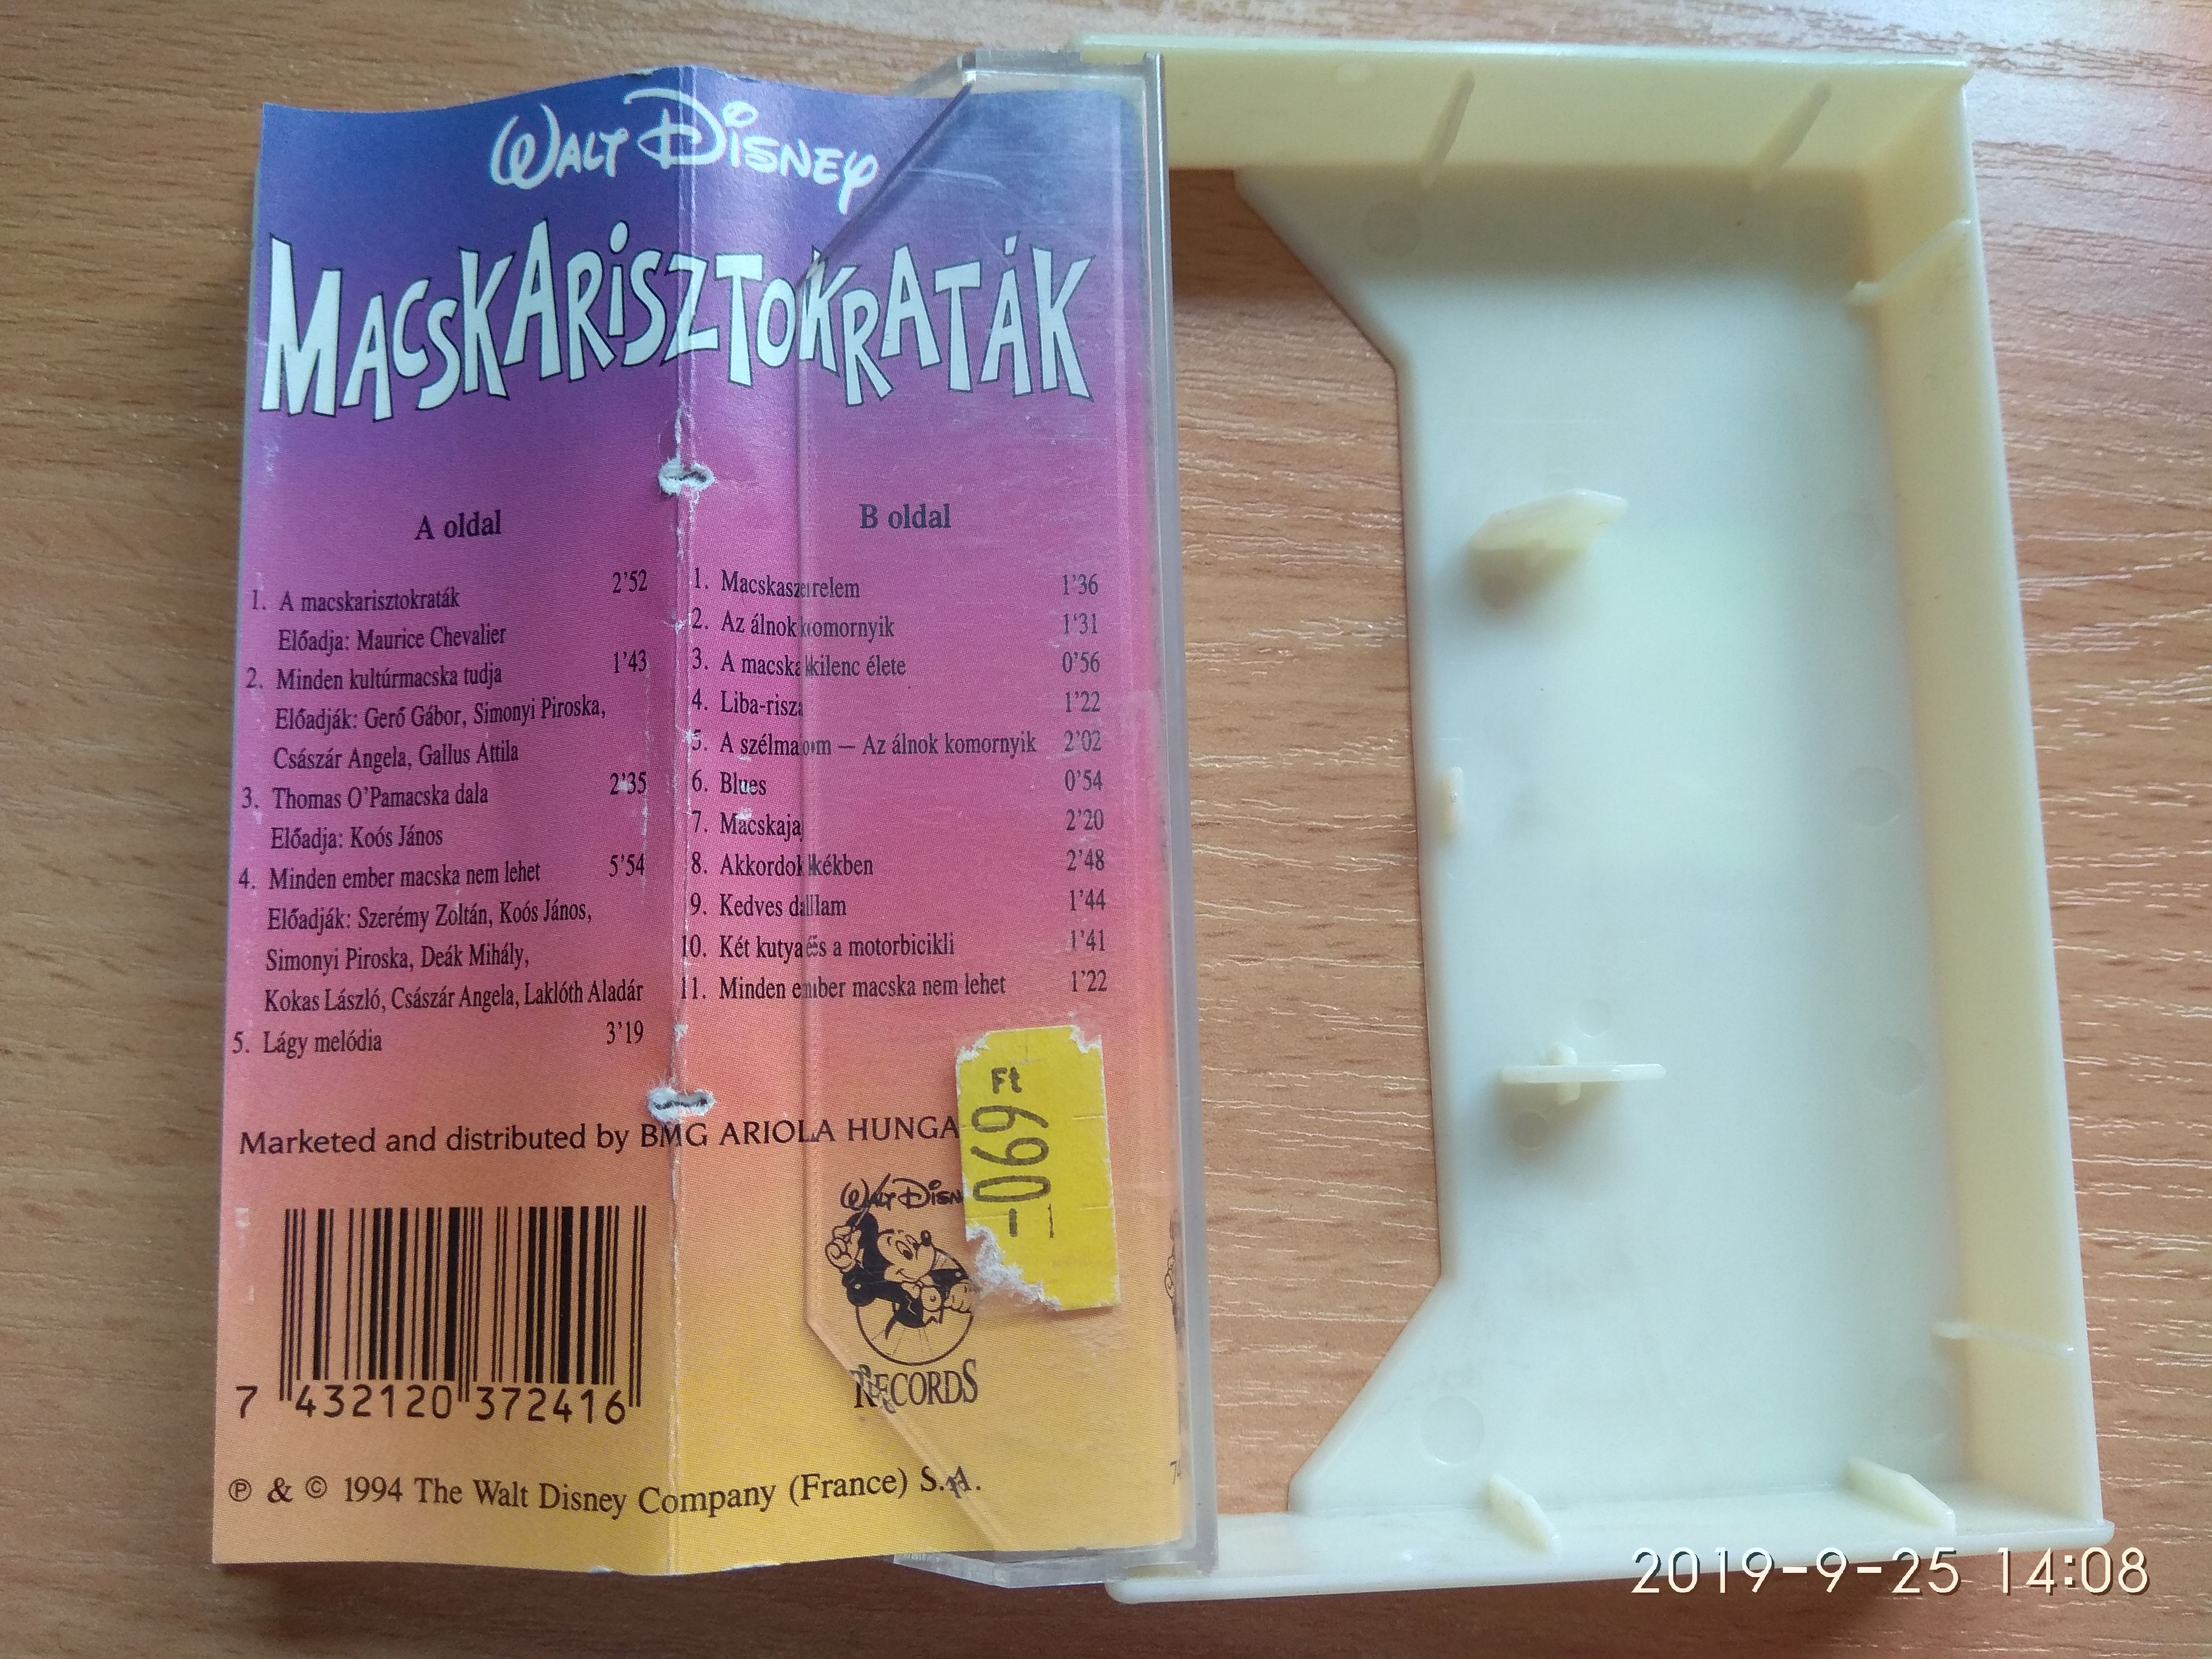 WALT DISNEY
MACSKARISZTOKRATÁK
A oldal
1. A macskarisztokraták 2'52
Előadja: Maurice Chevalier
2. Minden kultúrmacska tudja 1'43
Előadják: Gerő Gábor, Simonyi Piroska,
Császár Angela, Gallus Attila
3. Thomas O'Pamacska dala 2'35
Előadja: Koós János
4. Minden ember macska nem lehet 5'54
Előadják: Szerémy Zoltán, Koós János,
Simonyi Piroska, Deák Mihály,
Kokas László, Császár Angela, Laklóth Aladár
5. Lágy melódia 3'19
B oldal
1. Macskaszerelem 1'36
2. Az álnok komornyik 1'31
3. A macska kilenc élete 0'56
4. Liba-risza 1'22
5. A szélmalom — Az álnok komornyik 2'02
6. Blues 0'54
7. Macskajaj 2'20
8. Akkordok kékben 2'48
9. Kedves dallam 1'44
10. Két kutya és a motorbicikli 1'41
11. Minden ember macska nem lehet 1'22
Marketed and distributed by BMG ARIOLA HUNGA
Ft
690-
WALT DISN
RECORDS
7 432120 372416
℗ & © 1994 The Walt Disney Company (France) S.A.
2019-9-25 14:08